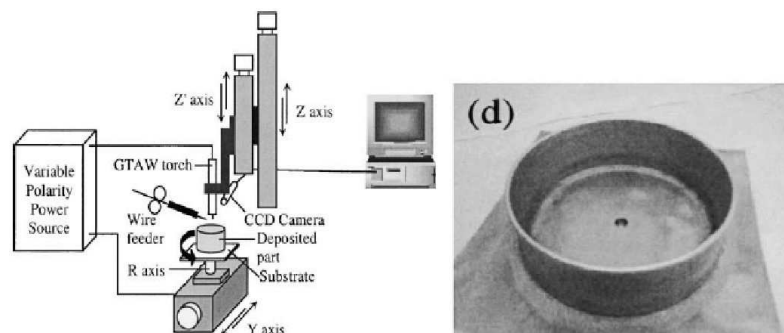 Z' axis
Z axis
GTAW torch
Variable
Polarity
Power
Source
Wire
feeder
CCD Camera
Deposited
part
Substrate
R axis
Y axis
(d)